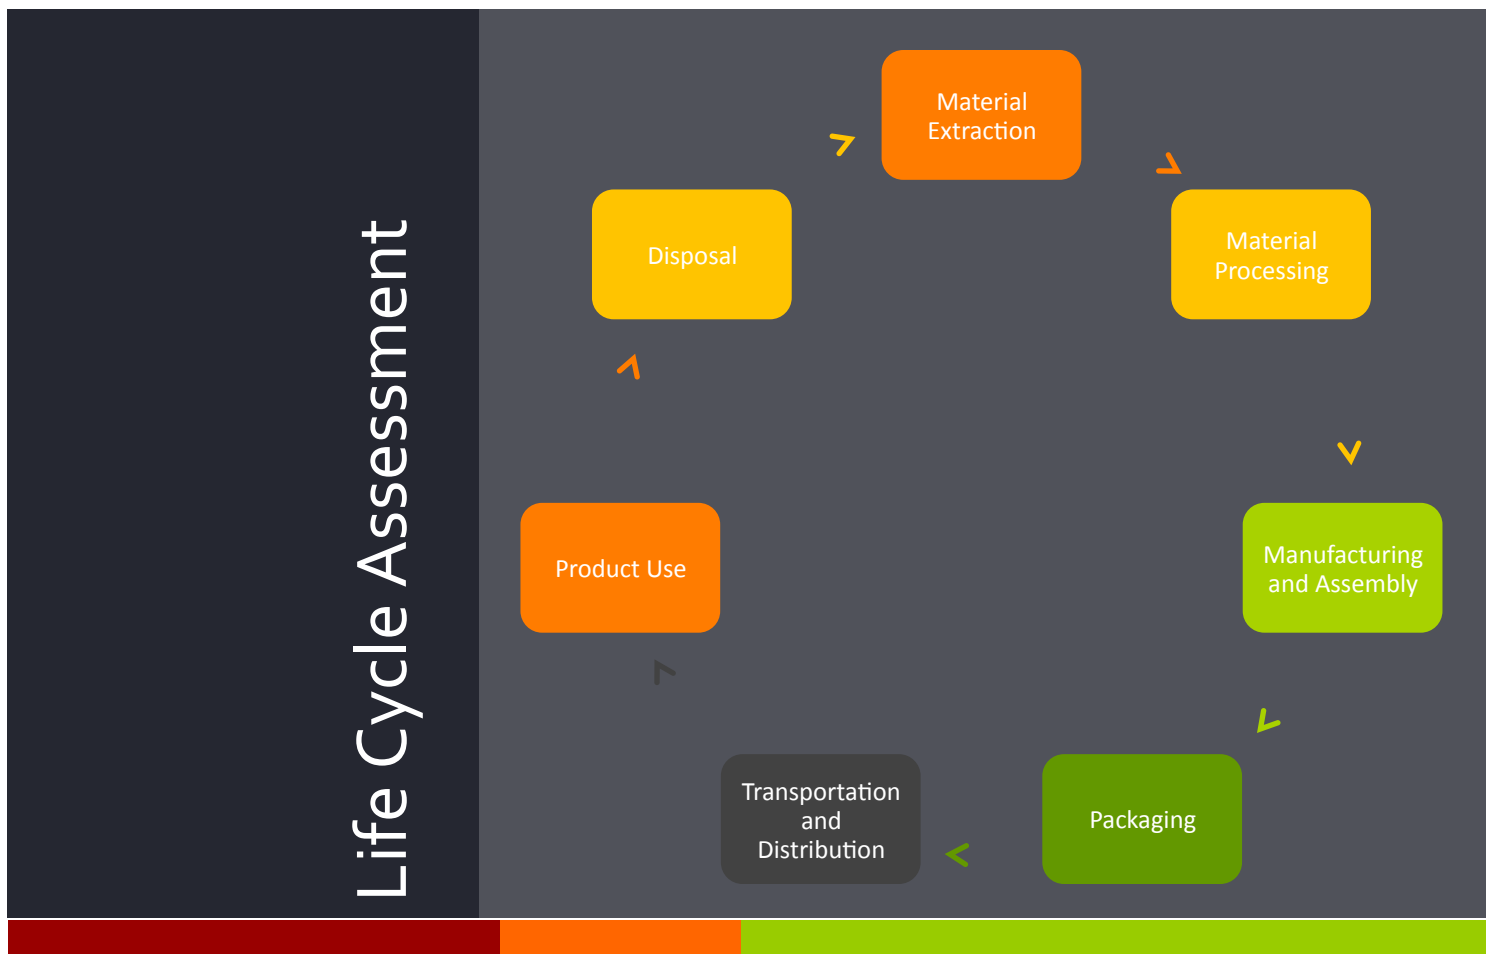 Life Cycle Assessment
Material
Extraction
Material
Processing
Manufacturing
and Assembly
Packaging
Transportation
and
Distribution
Product Use
Disposal